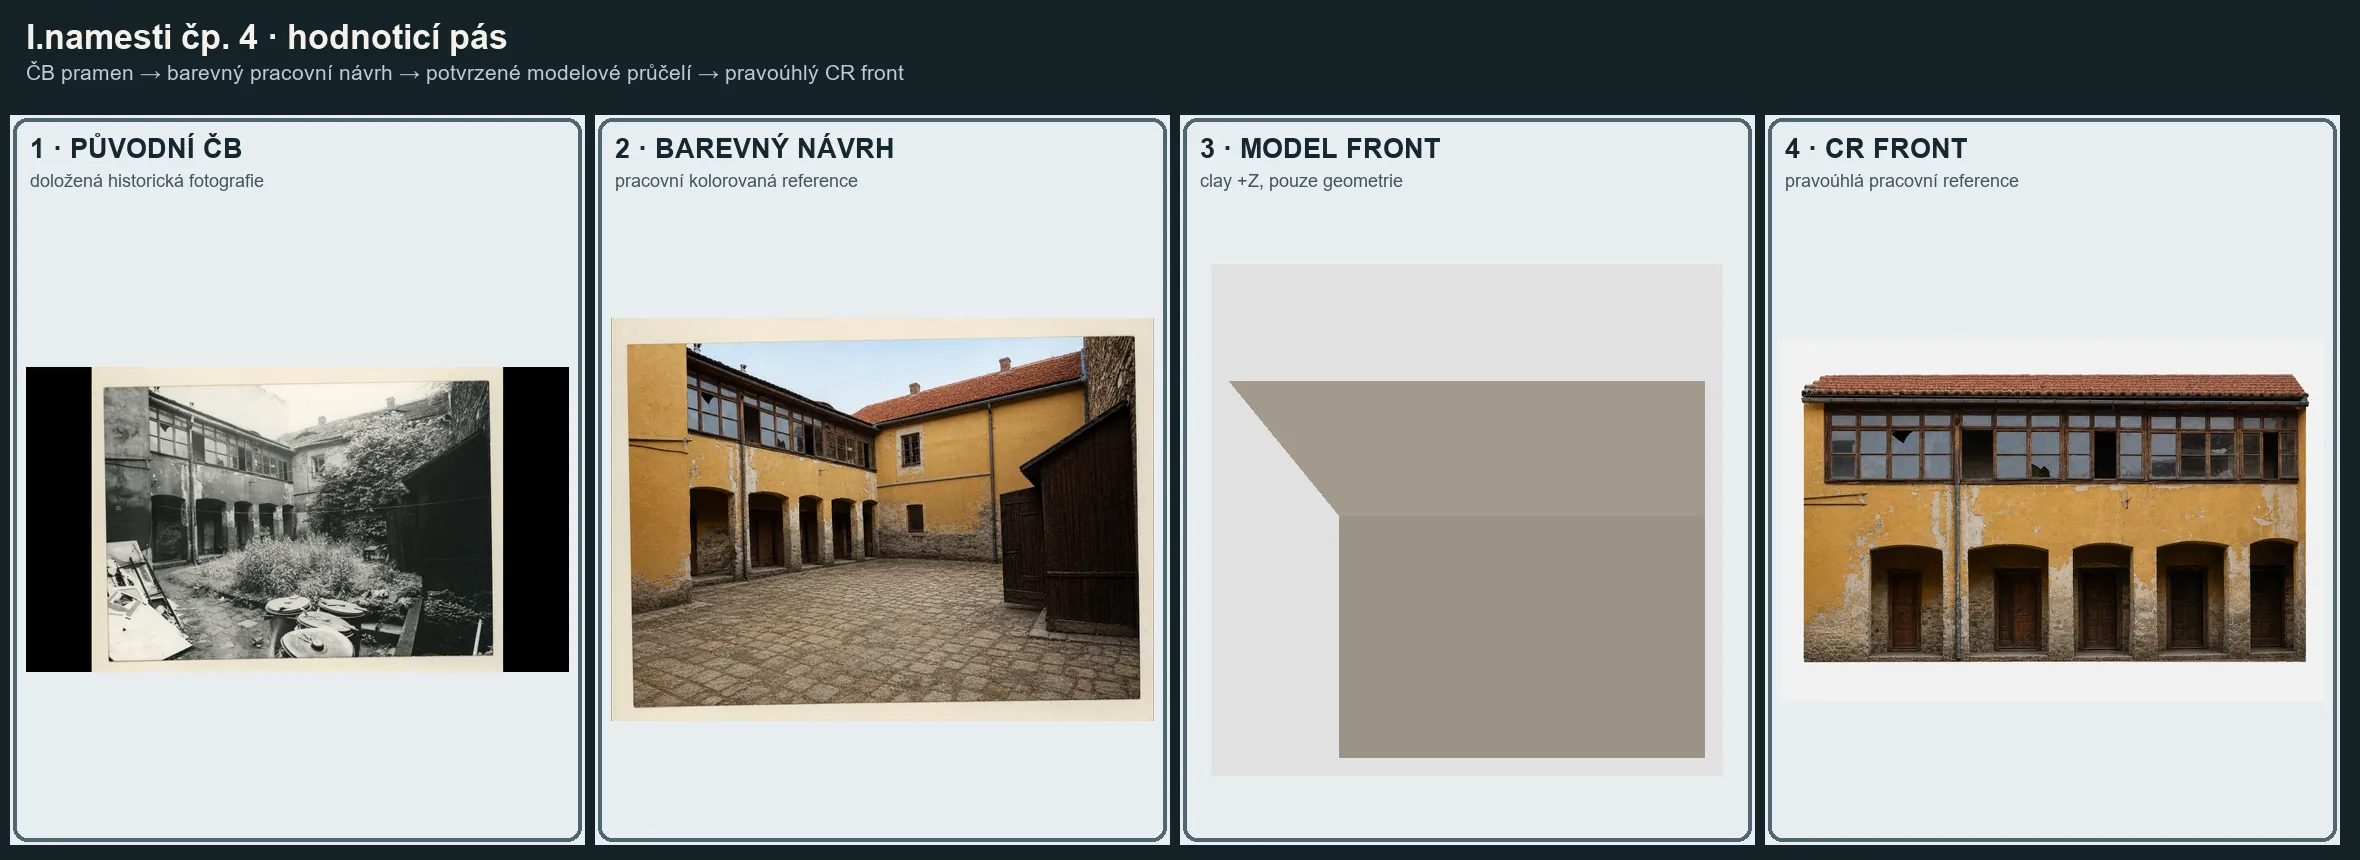 I.namesti čp. 4 · hodnoticí pás
ČB pramen → barevný pracovní návrh → potvrzené modelové průčelí → pravoúhlý CR front
1 · PŮVODNÍ ČB
doložená historická fotografie
2 · BAREVNÝ NÁVRH
pracovní kolorovaná reference
3 · MODEL FRONT
clay +Z, pouze geometrie
4 · CR FRONT
pravoúhlá pracovní reference